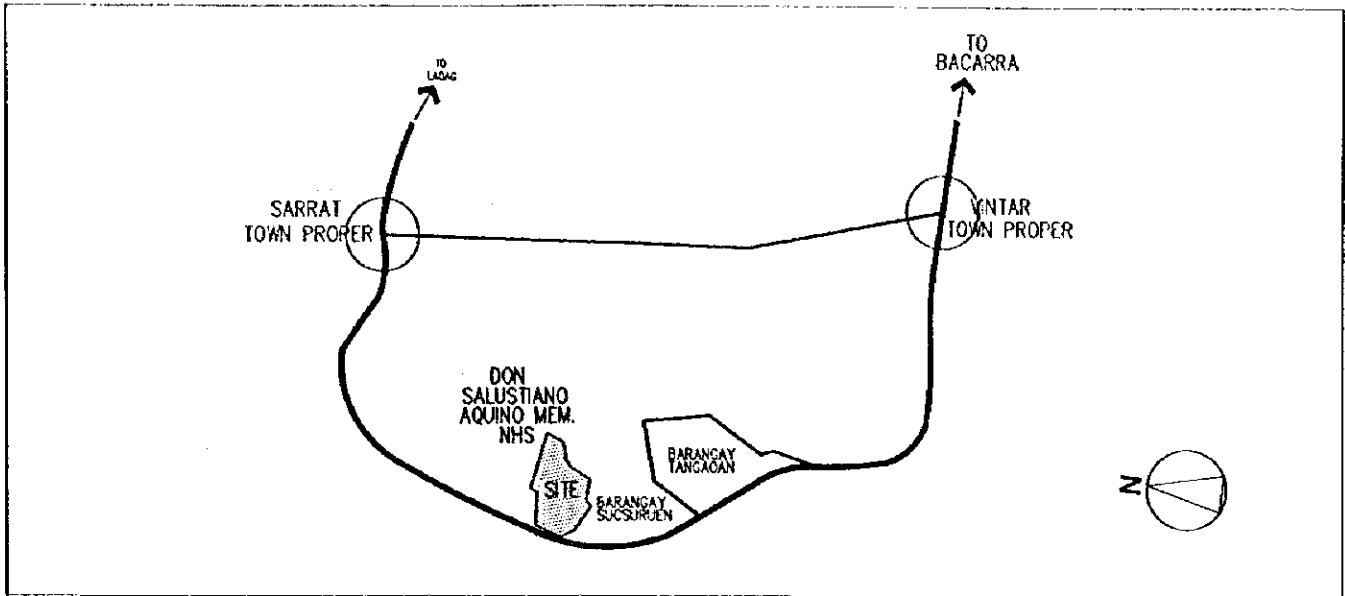 TO
LAOAG
TO
BACARRA
SARRAT
TOWN PROPER
VINTAR
TOWN PROPER
DON
SALUSTIANO
AQUINO MEM.
NHS
SITE
BARANGAY
SUCSURUEN
BARANGAY
TANGAOAN
N